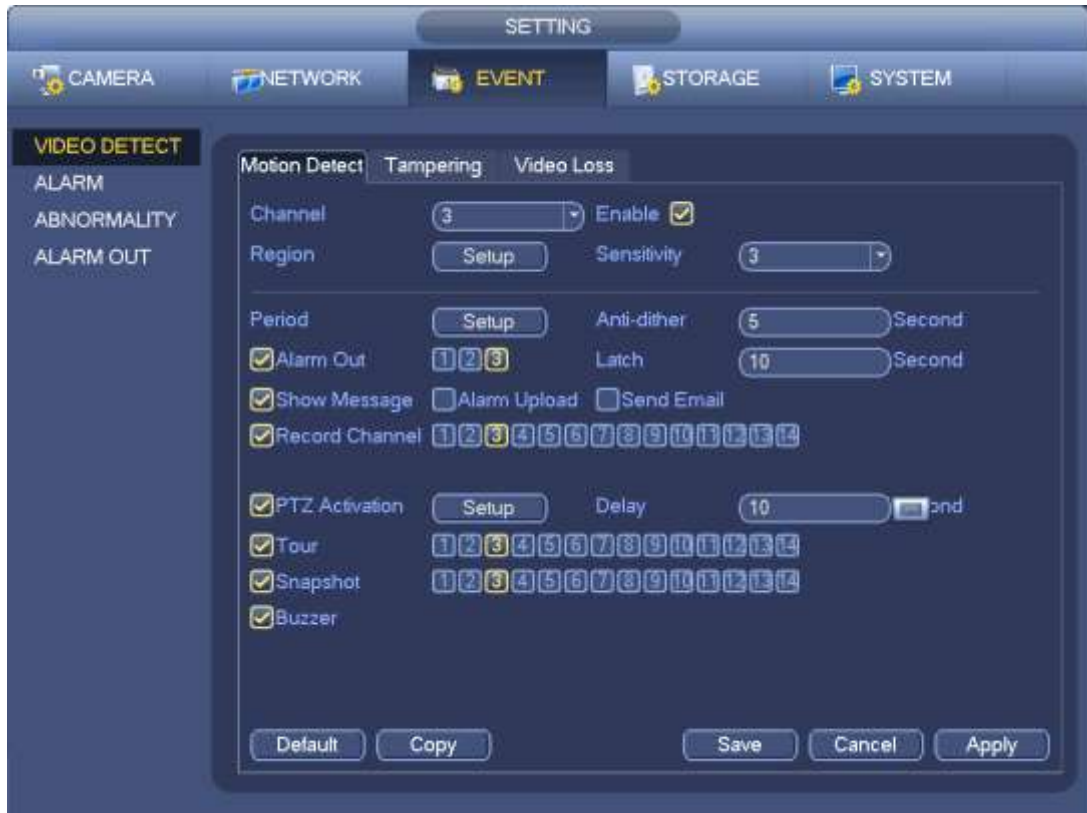 SETTING
CAMERA NETWORK EVENT STORAGE SYSTEM
VIDEO DETECT
ALARM
ABNORMALITY
ALARM OUT
Motion Detect Tampering Video Loss
Channel 3 Enable
Region Setup Sensitivity 3
Period Setup Anti-dither 5 Second
Alarm Out 1 2 3 Latch 10 Second
Show Message Alarm Upload Send Email
Record Channel 1 2 3 4 5 6 7 8 9 10 11 12 13 14
PTZ Activation Setup Delay 10 ond
Tour 1 2 3 4 5 6 7 8 9 10 11 12 13 14
Snapshot 1 2 3 4 5 6 7 8 9 10 11 12 13 14
Buzzer
Default Copy Save Cancel Apply